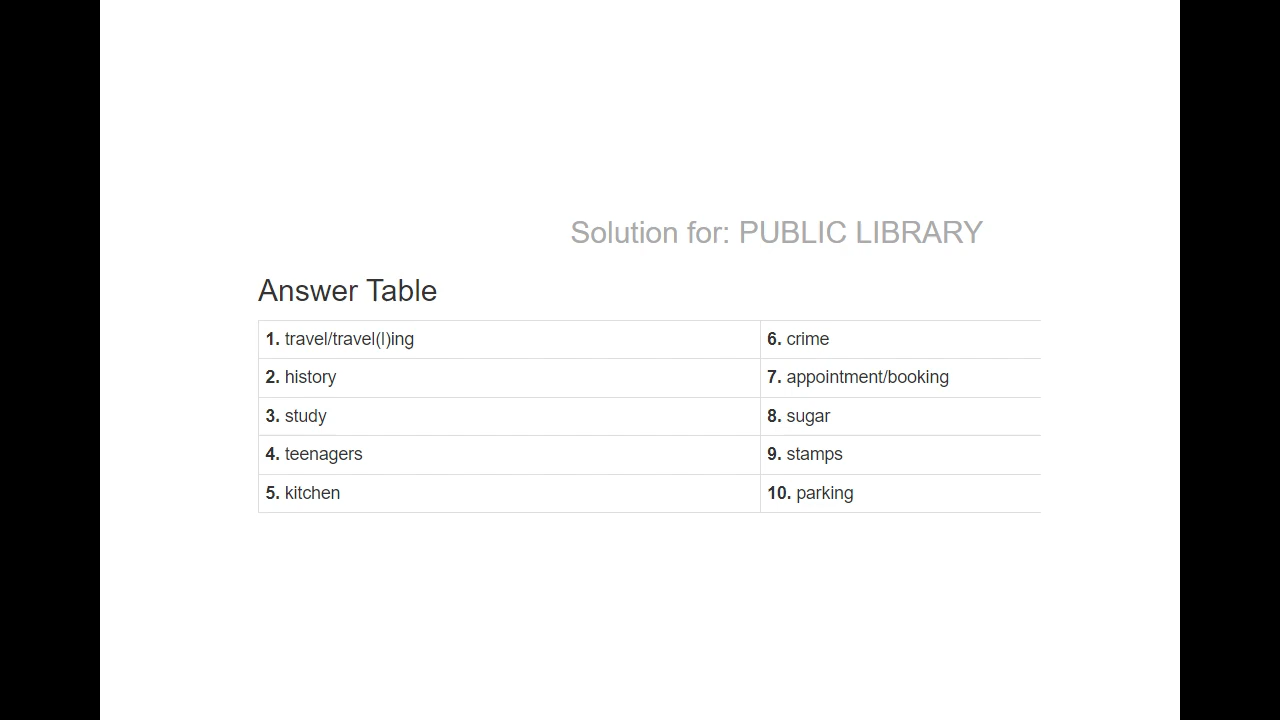 Solution for: PUBLIC LIBRARY
Answer Table
1. travel/travel(l)ing
6. crime
2. history
7. appointment/booking
3. study
8. sugar
4. teenagers
9. stamps
5. kitchen
10. parking